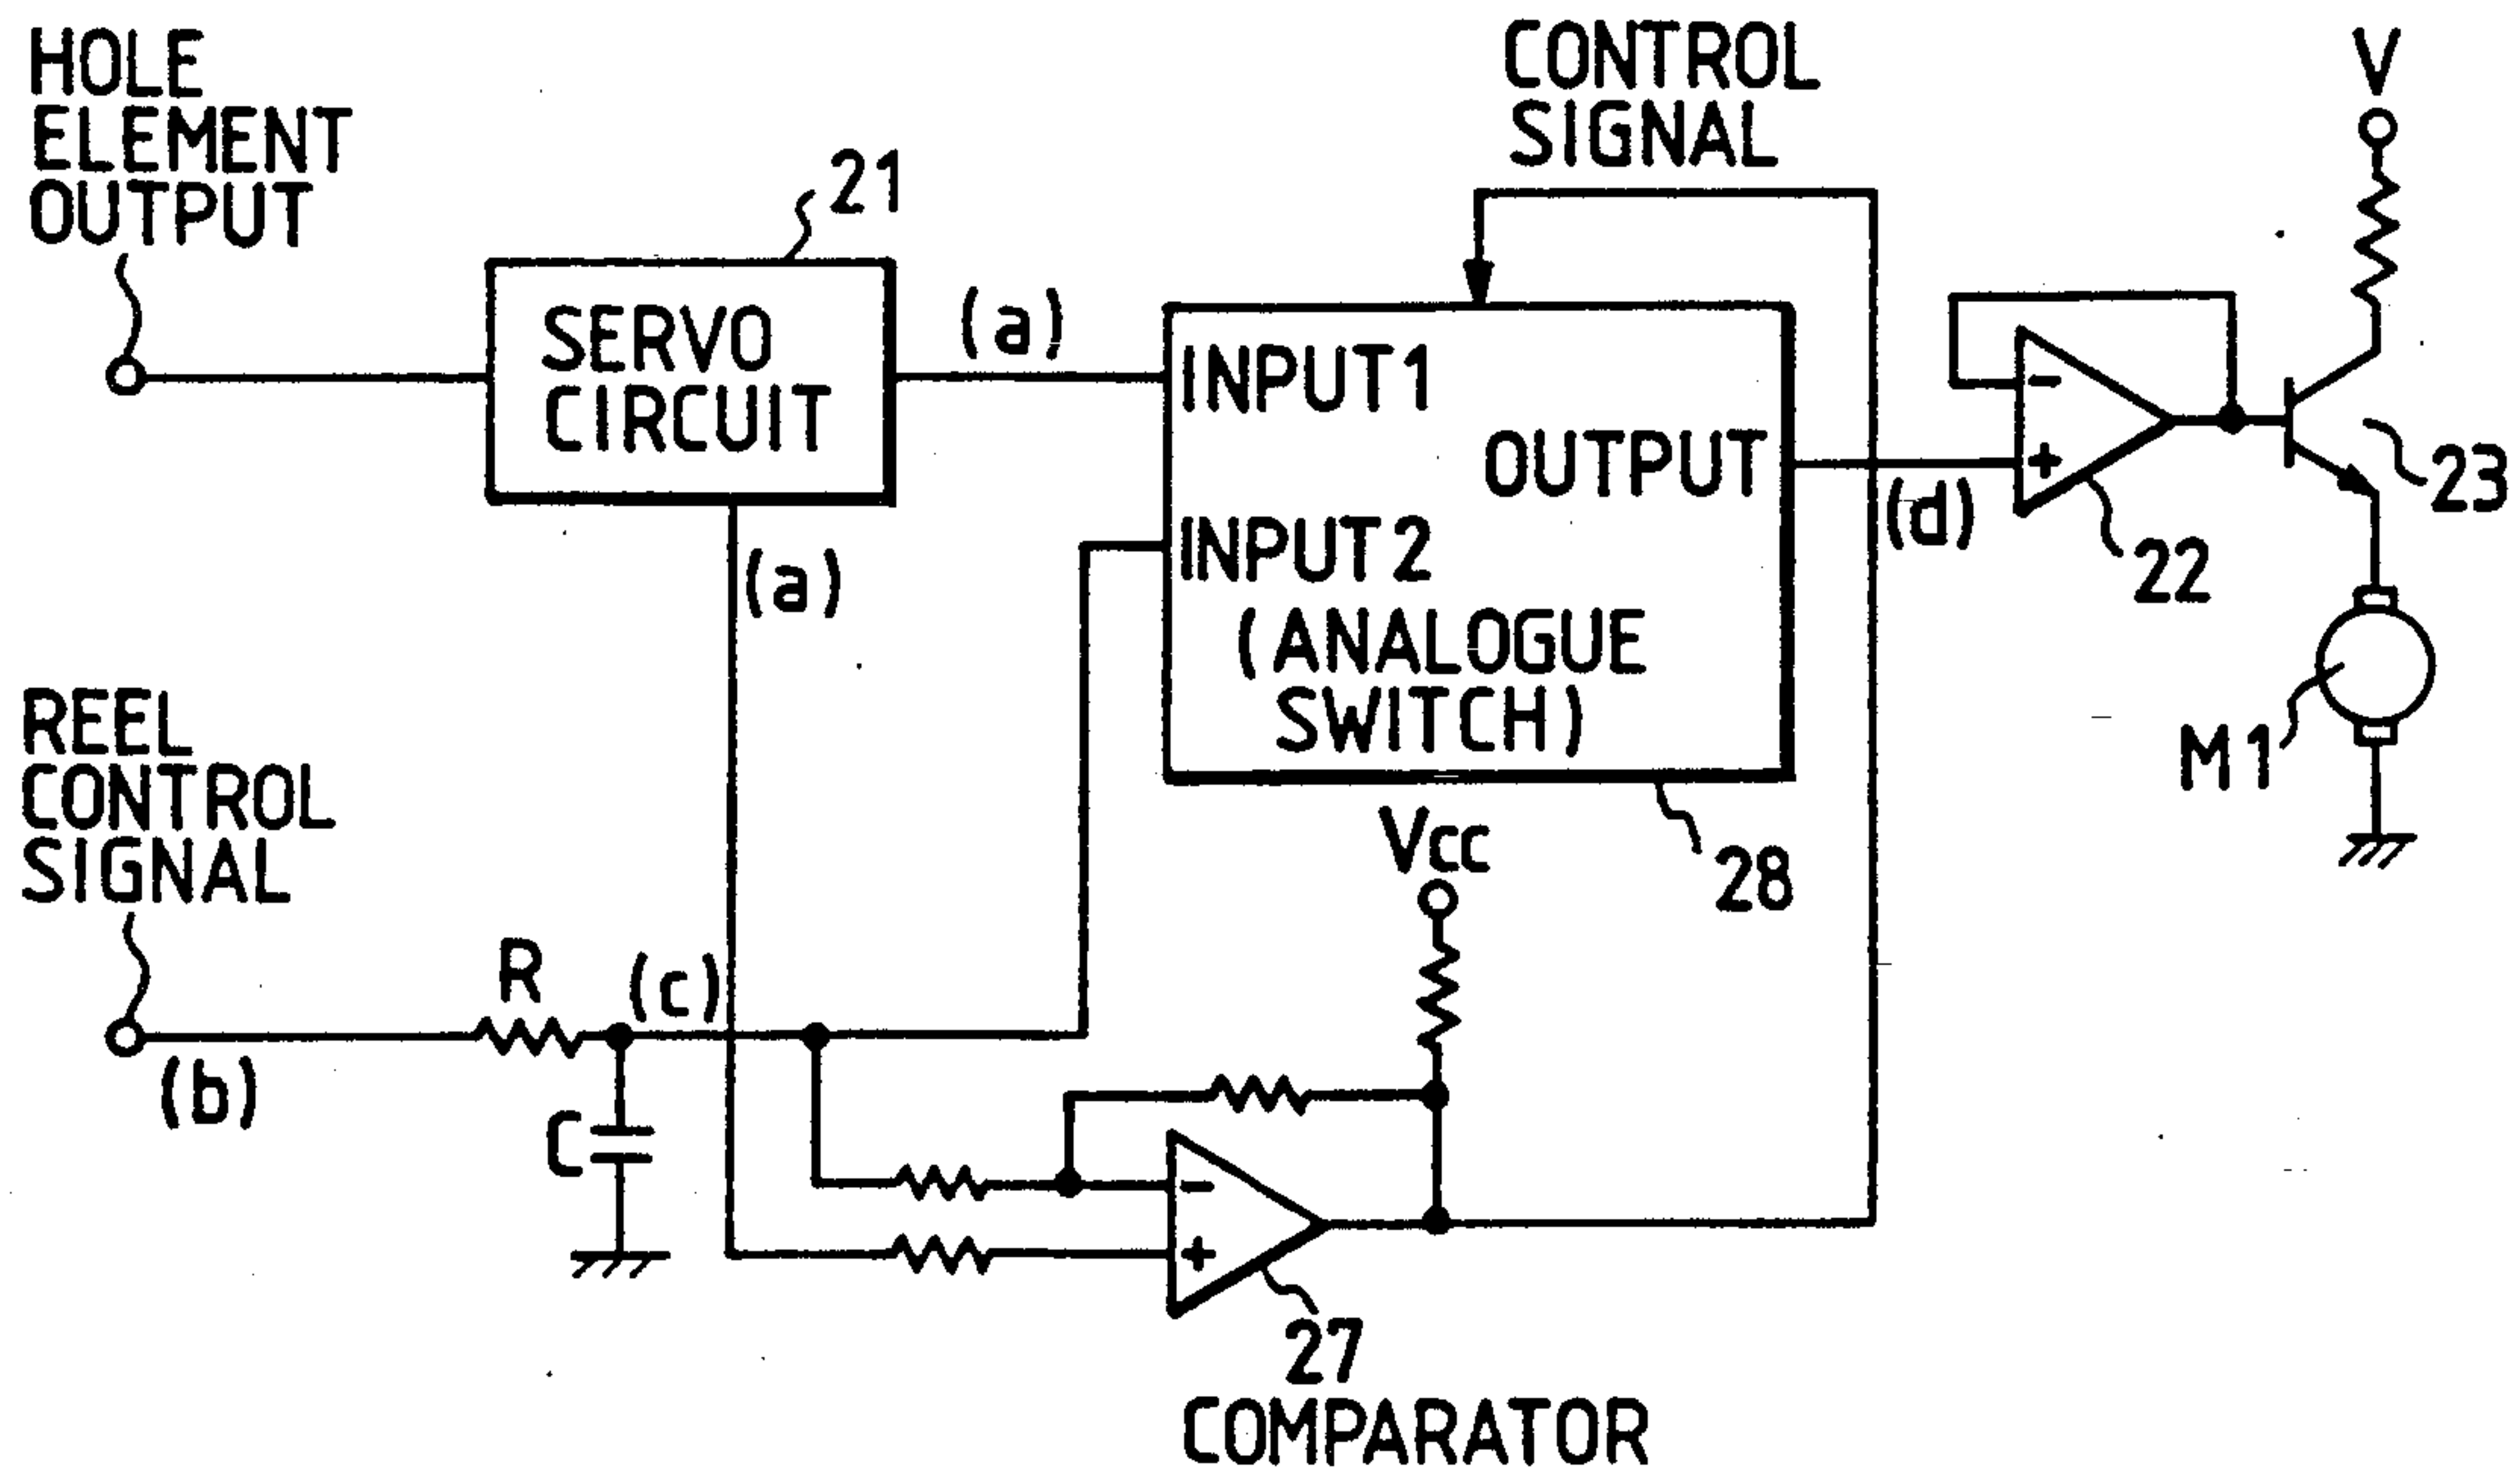 HOLE
ELEMENT
OUTPUT
21
SERVO
CIRCUIT
(a)
(a)
CONTROL
SIGNAL
INPUT1
OUTPUT
INPUT2
(ANALOGUE
SWITCH)
28
(d)
-
+
22
V
23
M1
REEL
CONTROL
SIGNAL
(b)
R
(c)
C
Vcc
-
+
27
COMPARATOR